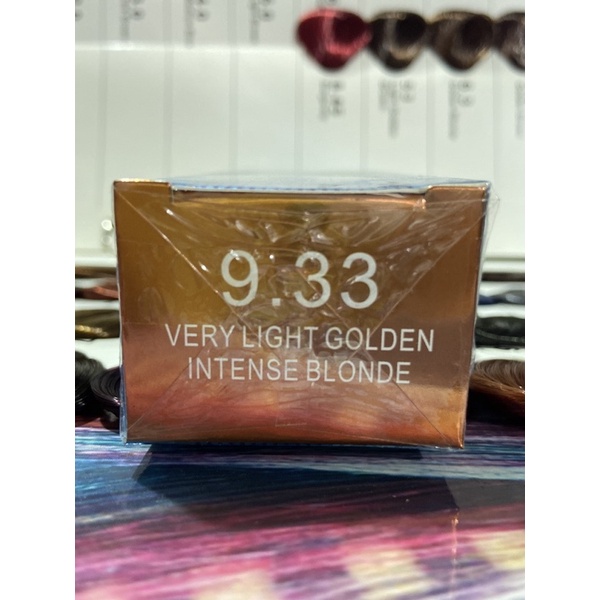 9.33
VERY LIGHT GOLDEN
INTENSE BLONDE